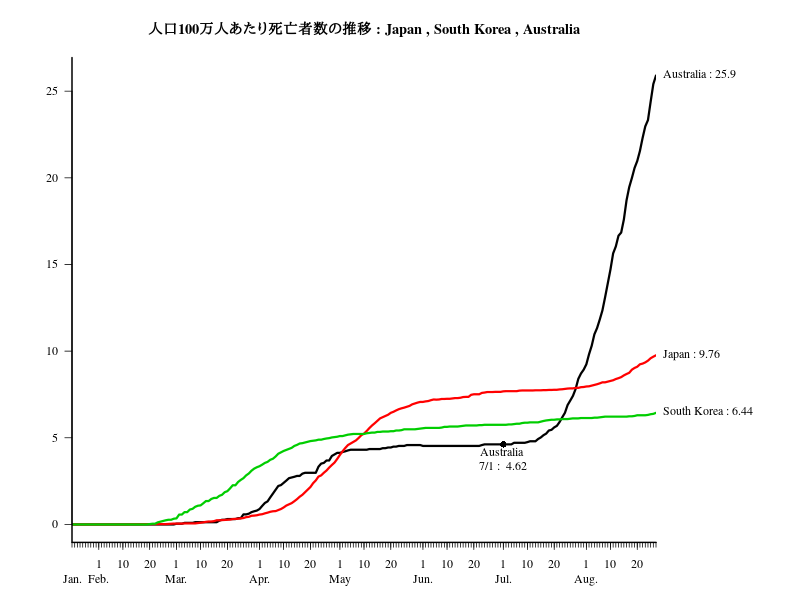 人口100万人あたり死亡者数の推移 : Japan , South Korea , Australia
Australia : 25.9
25
20
15
10
Japan : 9.76
South Korea : 6.44
5
Australia
7/1 : 4.62
0
1 10 20 1 10 20 1 10 20 1 10 20 1 10 20 1 10 20 1 10 20
Jan. Feb. Mar. Apr. May Jun. Jul. Aug.